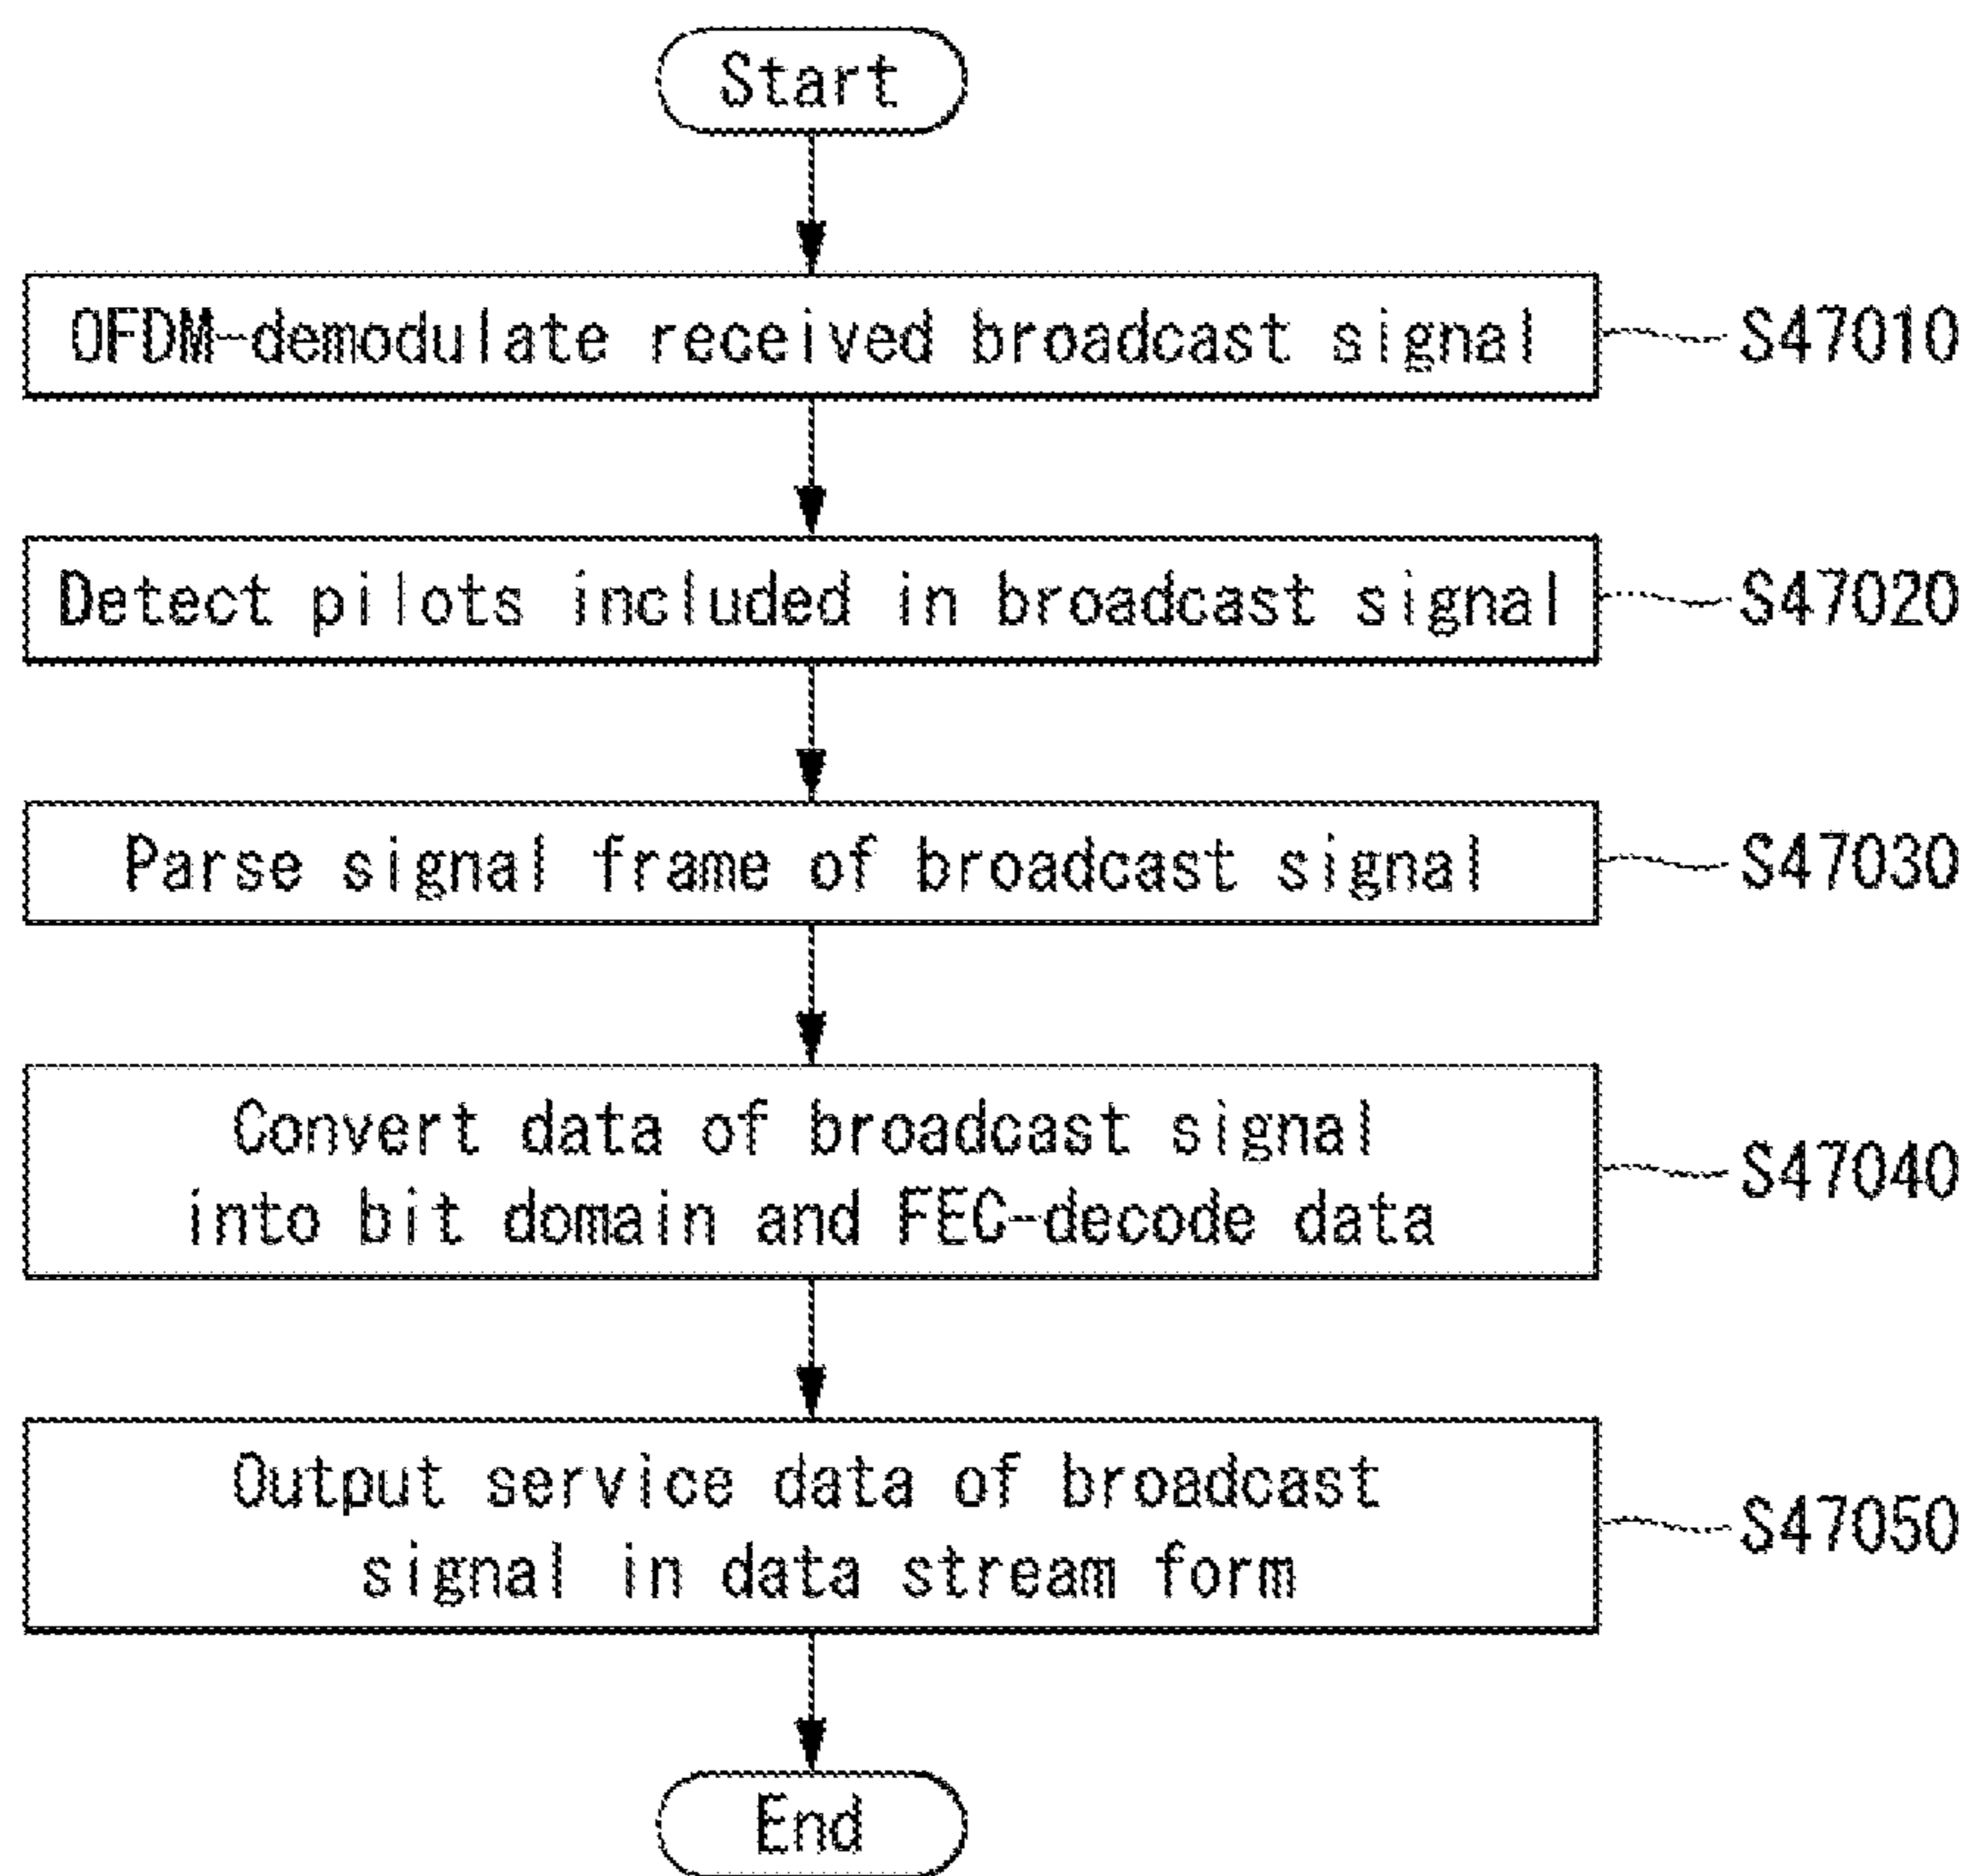 Start
OFDM-demodulate received broadcast signal
S47010
Detect pilots included in broadcast signal
S47020
Parse signal frame of broadcast signal
S47030
Convert data of broadcast signal
into bit domain and FEC-decode data
S47040
Output service data of broadcast
signal in data stream form
S47050
End